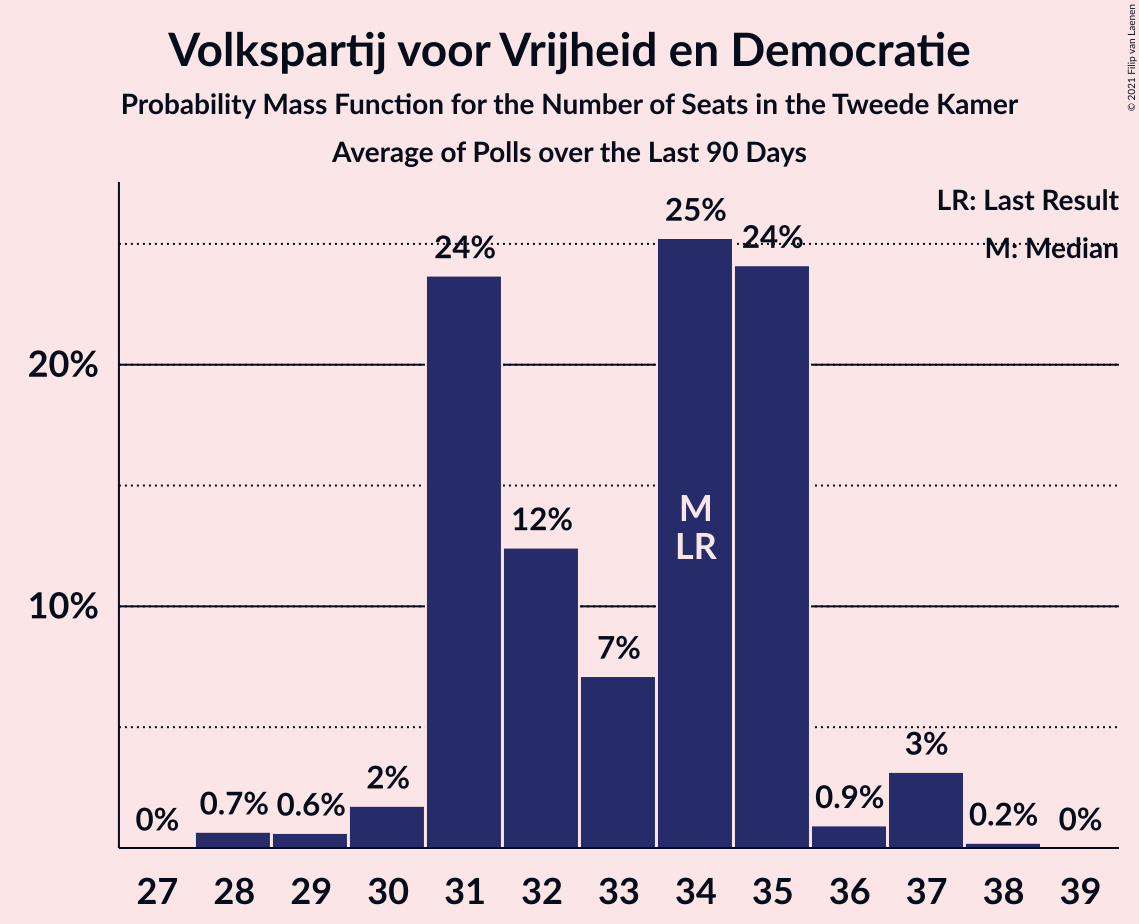 Volkspartij voor Vrijheid en Democratie
Probability Mass Function for the Number of Seats in the Tweede Kamer
Average of Polls over the Last 90 Days
© 2021 Filip van Laenen
LR: Last Result
M: Median
20%
10%
0%
0.7%
0.6%
2%
24%
12%
7%
25%
24%
0.9%
3%
0.2%
0%
M
LR
27 28 29 30 31 32 33 34 35 36 37 38 39